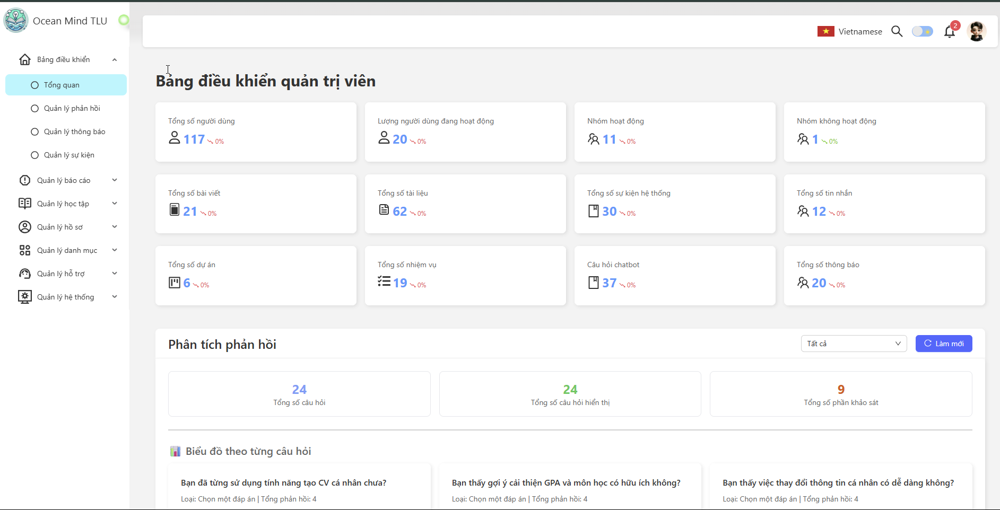 Ocean Mind TLU
Vietnamese
2
Bảng điều khiển
Tổng quan
Quản lý phản hồi
Quản lý thông báo
Quản lý sự kiện
Quản lý báo cáo
Quản lý học tập
Quản lý hồ sơ
Quản lý danh mục
Quản lý hỗ trợ
Quản lý hệ thống
Bảng điều khiển quản trị viên
Tổng số người dùng
117 0%
Lượng người dùng đang hoạt động
20 0%
Nhóm hoạt động
11 0%
Nhóm không hoạt động
1 0%
Tổng số bài viết
21 0%
Tổng số tài liệu
62 0%
Tổng số sự kiện hệ thống
30 0%
Tổng số tin nhắn
12 0%
Tổng số dự án
6 0%
Tổng số nhiệm vụ
19 0%
Câu hỏi chatbot
37 0%
Tổng số thông báo
20 0%
Phân tích phản hồi
Tất cả
Làm mới
24
Tổng số câu hỏi
24
Tổng số câu hỏi hiển thị
9
Tổng số phần khảo sát
Biểu đồ theo từng câu hỏi
Bạn đã từng sử dụng tính năng tạo CV cá nhân chưa?
Loại: Chọn một đáp án | Tổng phản hồi: 4
Bạn thấy gợi ý cải thiện GPA và môn học có hữu ích không?
Loại: Chọn một đáp án | Tổng phản hồi: 4
Bạn thấy việc thay đổi thông tin cá nhân có dễ dàng không?
Loại: Chọn một đáp án | Tổng phản hồi: 4